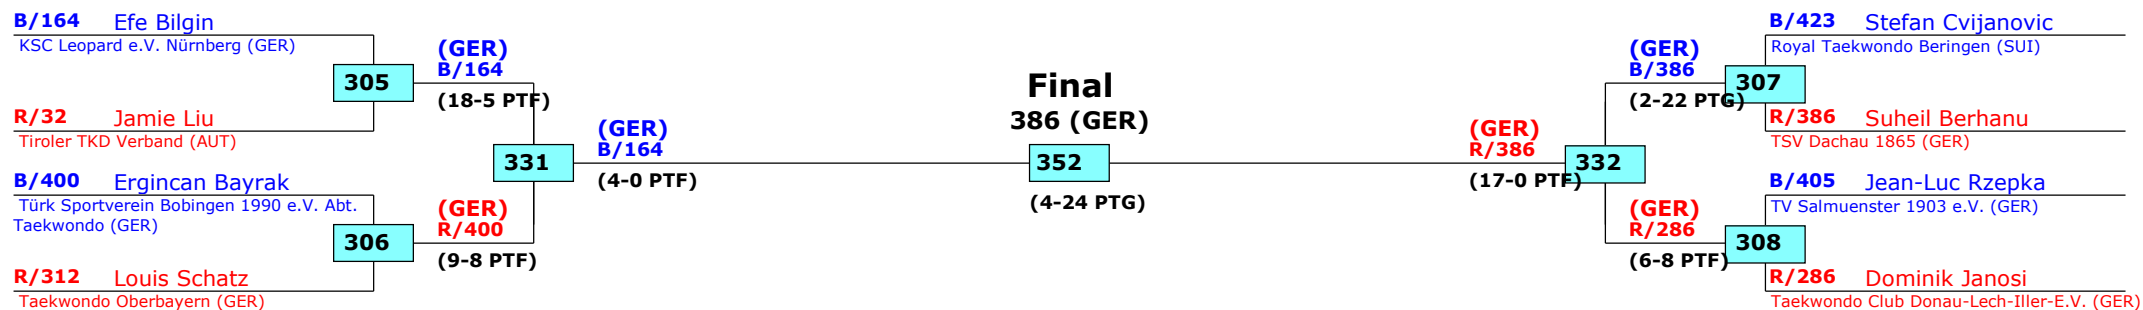 B/164 Efe Bilgin
KSC Leopard e.V. Nürnberg (GER)
305
R/32 Jamie Liu
Tiroler TKD Verband (AUT)
B/400 Ergincan Bayrak
Türk Sportverein Bobingen 1990 e.V. Abt.
Taekwondo (GER)
306
R/312 Louis Schatz
Taekwondo Oberbayern (GER)
(GER)
B/164
(18-5 PTF)
331
(GER)
R/400
(9-8 PTF)
(GER)
B/164
(4-0 PTF)
Final
386 (GER)
352
(4-24 PTG)
(GER)
R/386
(17-0 PTF)
332
(GER)
B/386
(2-22 PTG)
(GER)
R/286
(6-8 PTF)
B/423 Stefan Cvijanovic
Royal Taekwondo Beringen (SUI)
307
R/386 Suheil Berhanu
TSV Dachau 1865 (GER)
B/405 Jean-Luc Rzepka
TV Salmuenster 1903 e.V. (GER)
308
R/286 Dominik Janosi
Taekwondo Club Donau-Lech-Iller-E.V. (GER)